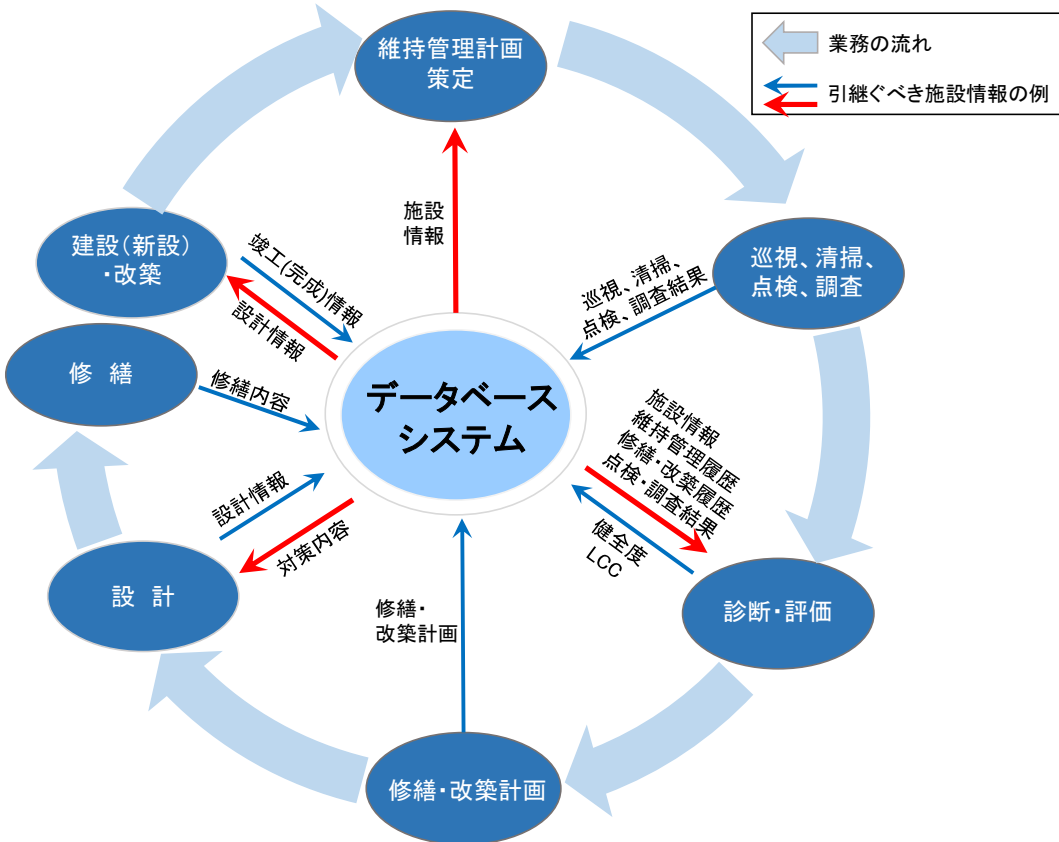 業務の流れ
引継ぐべき施設情報の例
維持管理計画
策定
施設
情報
建設(新設)
・改築
竣工(完成)情報
設計情報
巡視、清掃、
点検、調査
巡視、清掃、
点検、調査結果
修 繕
修繕内容
データベース
システム
施設情報
維持管理履歴
修繕・改築履歴
点検・調査結果
健全度
LCC
設計情報
対策内容
設 計
診断・評価
修繕・
改築計画
修繕・改築計画